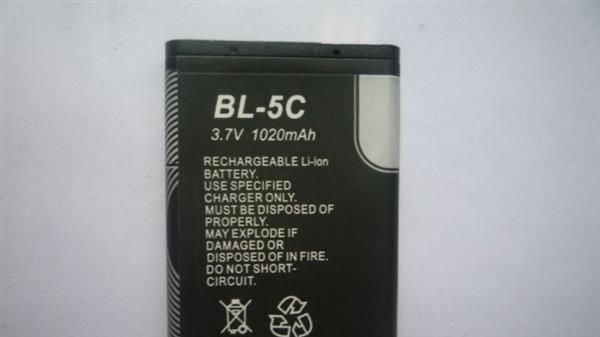 BL-5C
3.7V 1020mAh
RECHARGEABLE Li-ion
BATTERY.
USE SPECIFIED
CHARGER ONLY.
MUST BE DISPOSED OF
PROPERLY.
MAY EXPLODE IF
DAMAGED OR
DISPOSED OF IN FIRE.
DO NOT SHORT-
CIRCUIT.